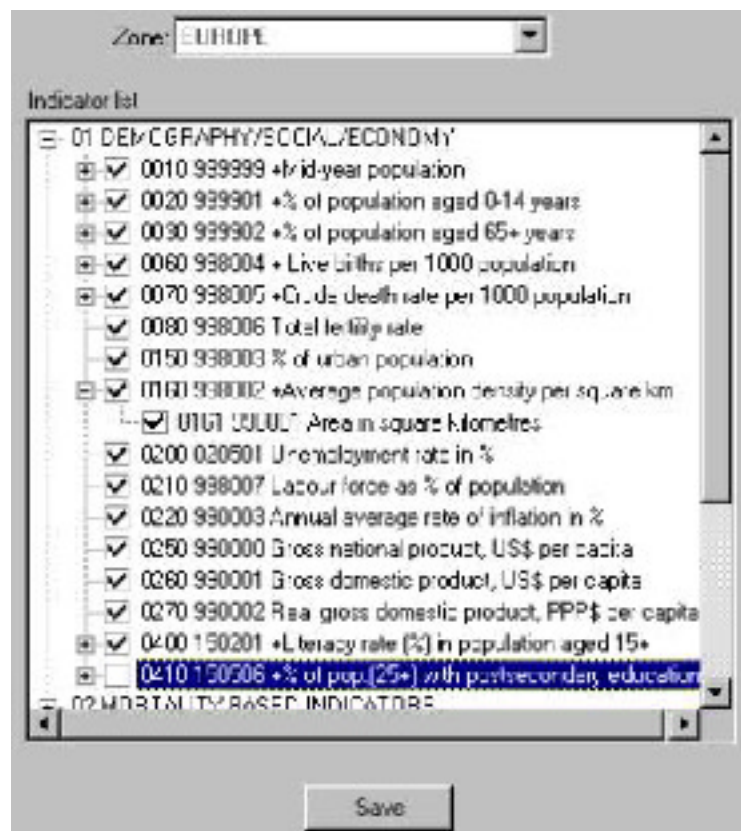 Zone: EUROPE
Indicator list
01 DEMOGRAPHY/SOCIAL/ECONOMY
0010 999999 +Mid-year population
0020 999901 +% of population aged 0-14 years
0030 999902 +% of population aged 65+ years
0060 998004 + Live births per 1000 population
0070 998005 +Crude death rate per 1000 population
0080 998006 Total fertility rate
0150 998003 % of urban population
0160 998002 +Average population density per square km
0161 Area in square kilometres
0200 020501 Unemployment rate in %
0210 998007 Labour force as % of population
0220 990003 Annual average rate of inflation in %
0250 990000 Gross national product, US$ per capita
0260 990001 Gross domestic product, US$ per capita
0270 990002 Real gross domestic product, PPP$ per capita
0400 150201 +Literacy rate (%) in population aged 15+
0410 150506 +% of pop.(25+) with postsecondary education
02 MORTALITY BASED INDICATORS
Save